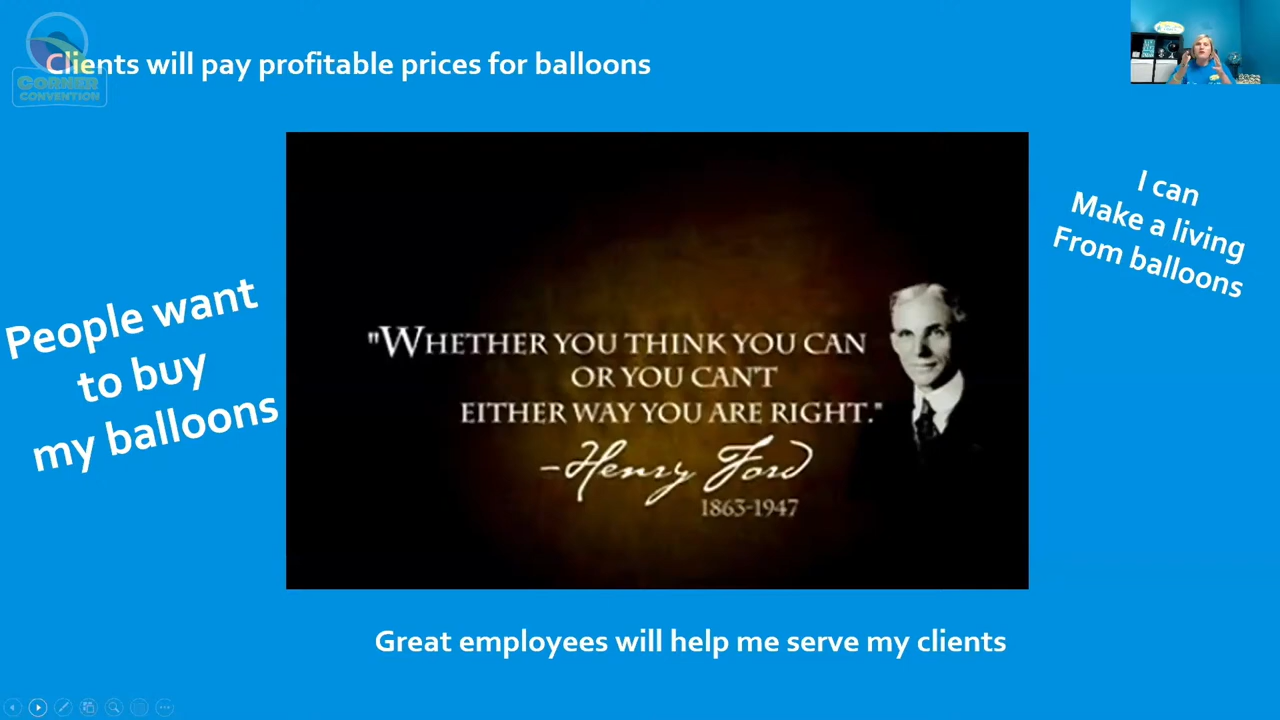 Clients will pay profitable prices for balloons
CORNER
CONVENTION
I can
Make a living
From balloons
People want
to buy
my balloons
"WHETHER YOU THINK YOU CAN
OR YOU CAN'T
EITHER WAY YOU ARE RIGHT."
-Henry Ford
1863-1947
Great employees will help me serve my clients